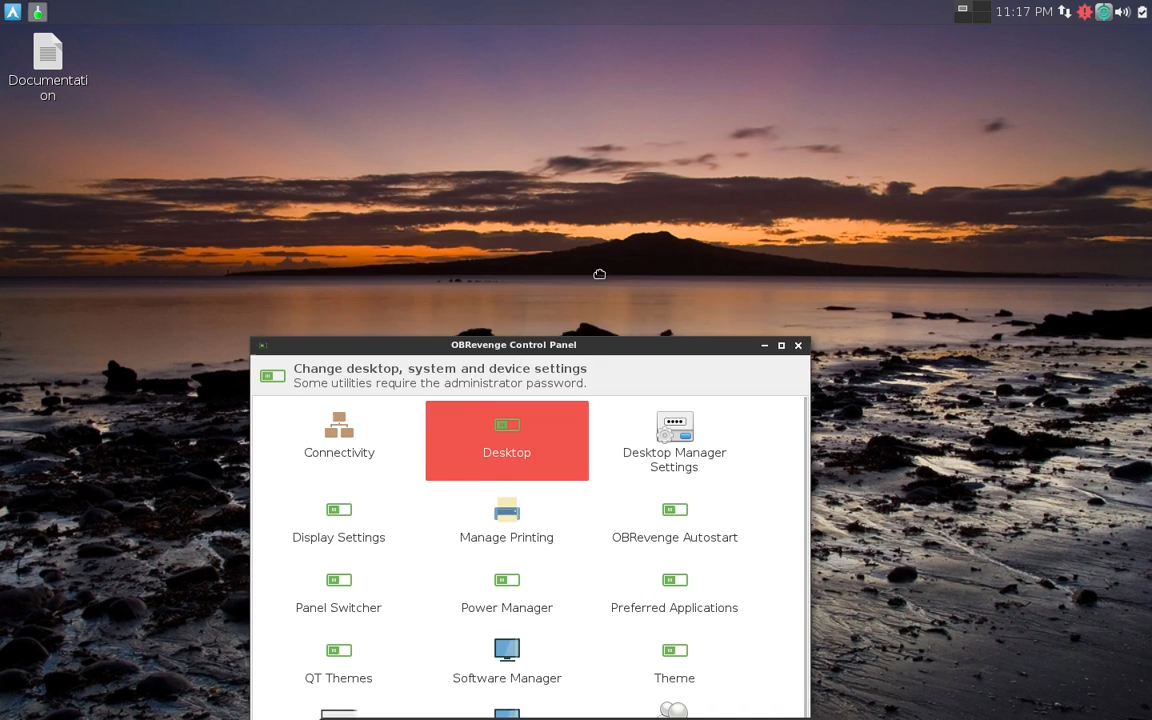 11:17 PM
Documentati
on
OBRevenge Control Panel
Change desktop, system and device settings
Some utilities require the administrator password.
Connectivity
Desktop
Desktop Manager
Settings
Display Settings
Manage Printing
OBRevenge Autostart
Panel Switcher
Power Manager
Preferred Applications
QT Themes
Software Manager
Theme